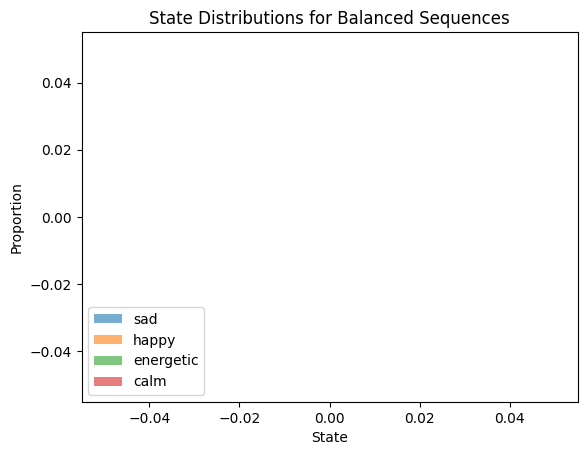 State Distributions for Balanced Sequences
Proportion
0.04
0.02
0.00
−0.02
−0.04
sad
happy
energetic
calm
−0.04 −0.02 0.00 0.02 0.04
State